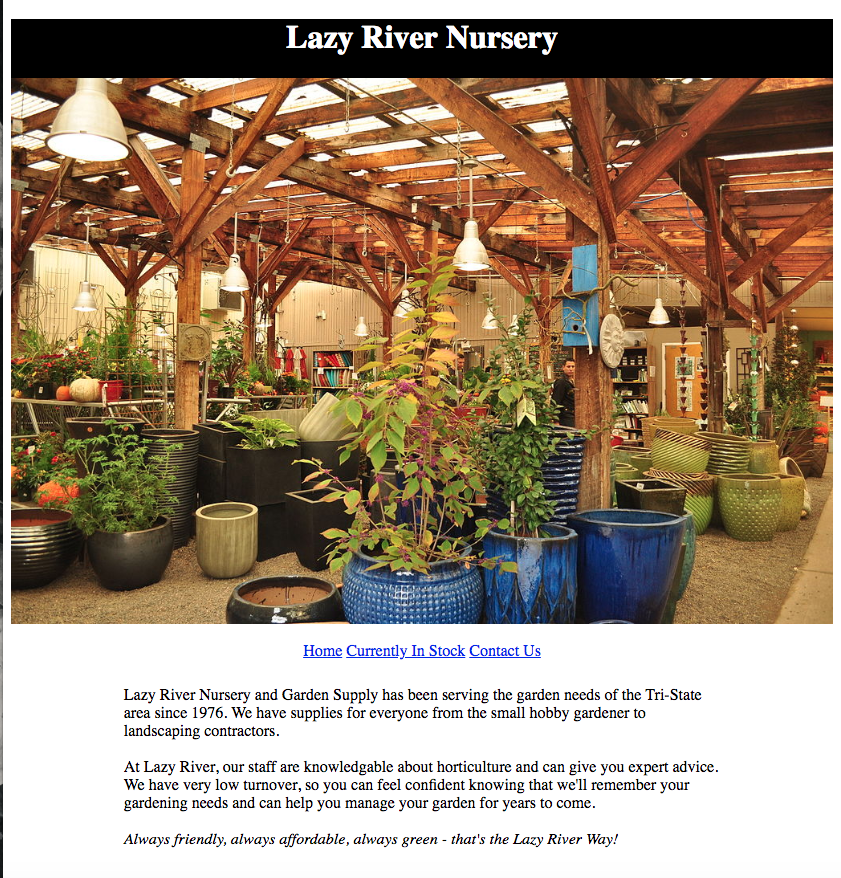 Lazy River Nursery
Home Currently In Stock Contact Us
Lazy River Nursery and Garden Supply has been serving the garden needs of the Tri-State
area since 1976. We have supplies for everyone from the small hobby gardener to
landscaping contractors.
At Lazy River, our staff are knowledgable about horticulture and can give you expert advice.
We have very low turnover, so you can feel confident knowing that we'll remember your
gardening needs and can help you manage your garden for years to come.
Always friendly, always affordable, always green - that's the Lazy River Way!